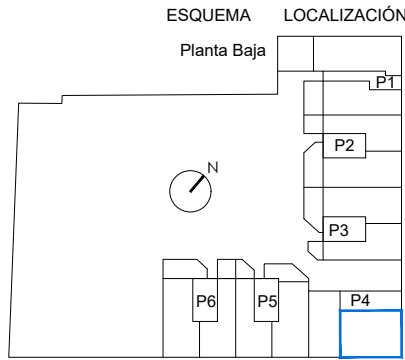 ESQUEMA LOCALIZACIÓN
Planta Baja
P1
P2
N
P3
P4
P6
P5